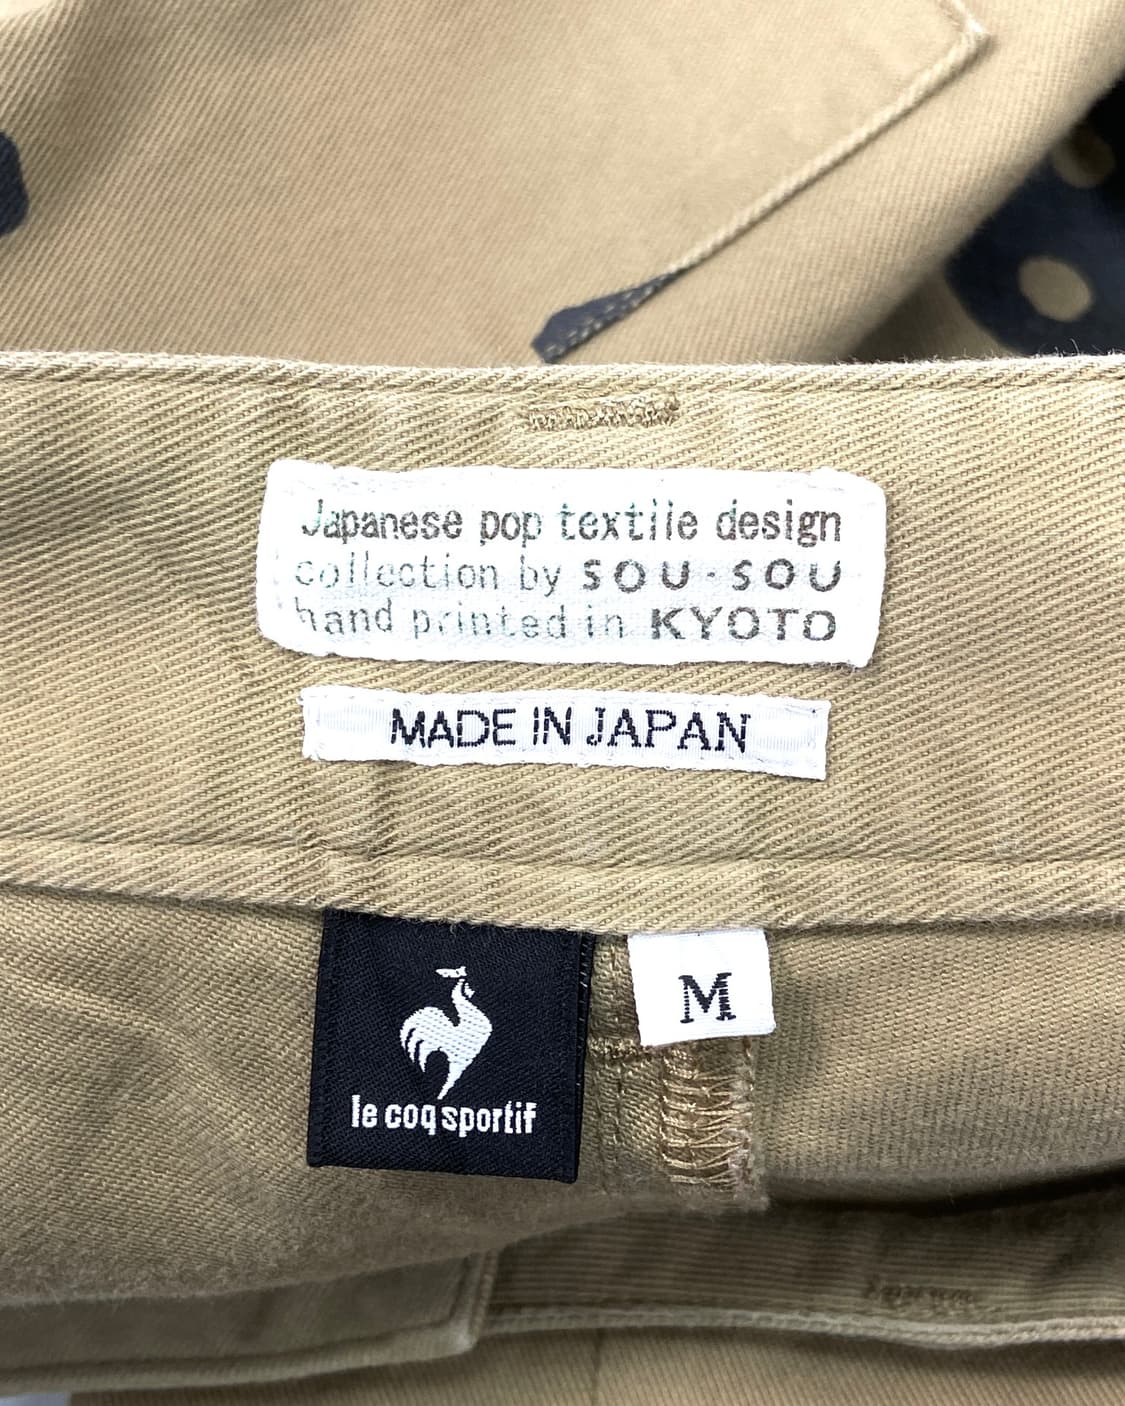 Japanese pop textile design
collection by SOU・SOU
hand printed in KYOTO
MADE IN JAPAN
M
le coq sportif